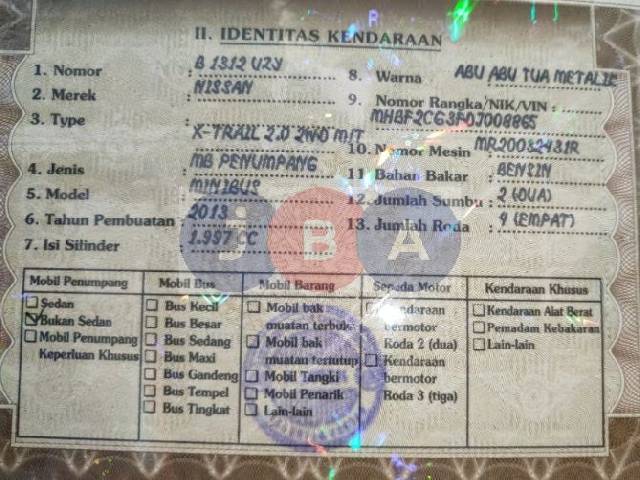 II. IDENTITAS KENDARAAN
1. Nomor : B 1312 UZY
2. Merek : NISSAN
3. Type : X-TRAIL 2.0 2WD M/T
4. Jenis : MB PENUMPANG
5. Model : MINIBUS
6. Tahun Pembuatan : 2013
7. Isi Silinder : 1.997 CC
8. Warna : ABU ABU TUA METALIK
9. Nomor Rangka/NIK/VIN :
MHBF2CG3FDJ008865
10. Nomor Mesin : MR20082431R
11. Bahan Bakar : BENSIN
12. Jumlah Sumbu : 2 (DUA)
13. Jumlah Roda : 4 (EMPAT)
JBA
Mobil Penumpang
Sedan
Bukan Sedan
Mobil Penumpang
Keperluan Khusus
Mobil Bus
Bus Kecil
Bus Besar
Bus Sedang
Bus Maxi
Bus Gandeng
Bus Tempel
Bus Tingkat
Mobil Barang
Mobil bak
muatan terbuka
Mobil bak
muatan tertutup
Mobil Tangki
Mobil Penarik
Lain-lain
Sepeda Motor
Kendaraan
bermotor
Roda 2 (dua)
Kendaraan
bermotor
Roda 3 (tiga)
Kendaraan Khusus
Kendaraan Alat Berat
Pemadam Kebakaran
Lain-lain